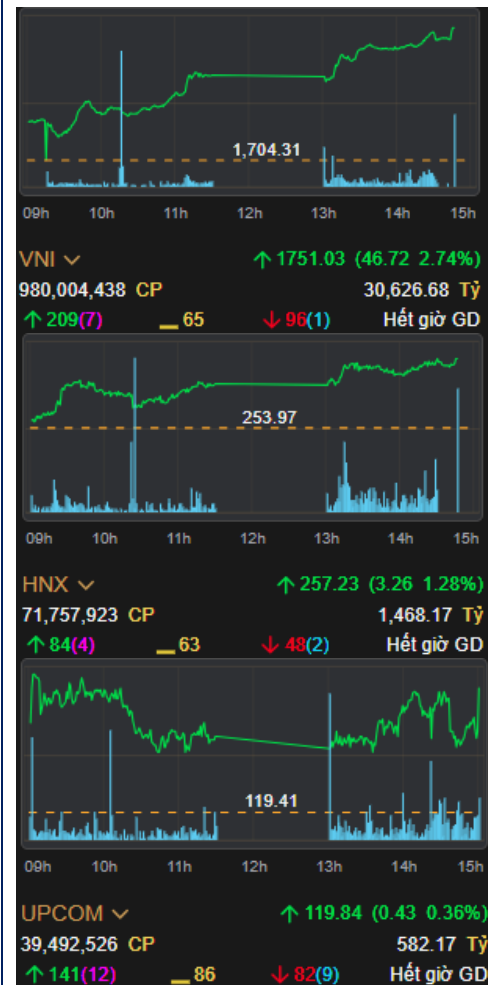 1,704.31
09h 10h 11h 12h 13h 14h 15h
VNI 1751.03 (46.72 2.74%)
980,004,438 CP 30,626.68 Tỷ
209(7) 65 96(1) Hết giờ GD
253.97
09h 10h 11h 12h 13h 14h 15h
HNX 257.23 (3.26 1.28%)
71,757,923 CP 1,468.17 Tỷ
84(4) 63 48(2) Hết giờ GD
119.41
09h 10h 11h 12h 13h 14h 15h
UPCOM 119.84 (0.43 0.36%)
39,492,526 CP 582.17 Tỷ
141(12) 86 82(9) Hết giờ GD